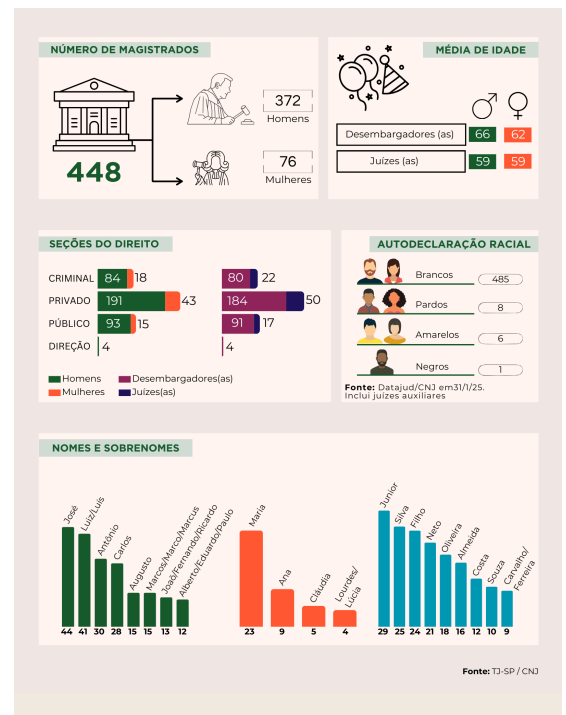 NÚMERO DE MAGISTRADOS
448
372
Homens
76
Mulheres
MÉDIA DE IDADE
Desembargadores (as) 66 62
Juízes (as) 59 59
SEÇÕES DO DIREITO
CRIMINAL 84 18 80 22
PRIVADO 191 43 184 50
PÚBLICO 93 15 91 17
DIREÇÃO 4 4
Homens Desembargadores(as)
Mulheres Juízes(as)
AUTODECLARAÇÃO RACIAL
Brancos 485
Pardos 8
Amarelos 6
Negros 1
Fonte: Datajud/CNJ em31/1/25.
Inclui juízes auxiliares
NOMES E SOBRENOMES
José
Luiz/Luís
Antônio
Carlos
Augusto
Marcos/Marco/Marcus
Joaõ/Fernando/Ricardo
Alberto/Eduardo/Paulo
44 41 30 28 15 15 13 12
Maria
Ana
Cláudia
Lourdes/
Lúcia
23 9 5 4
Junior
Silva
Filho
Neto
Oliveira
Almeida
Costa
Souza
Carvalho/
Ferreira
29 25 24 21 18 16 12 10 9
Fonte: TJ-SP / CNJ